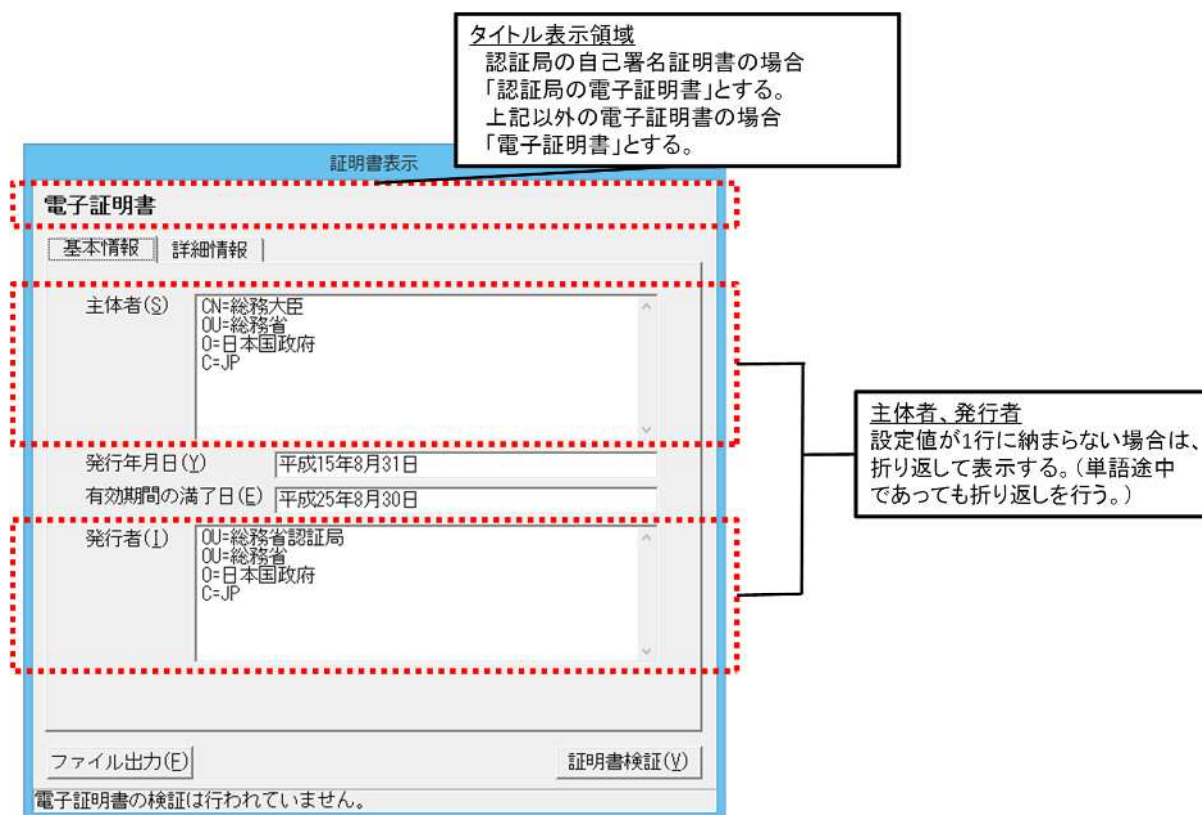 タイトル表示領域
認証局の自己署名証明書の場合
「認証局の電子証明書」とする。
上記以外の電子証明書の場合
「電子証明書」とする。
証明書表示
電子証明書
基本情報 詳細情報
主体者(S)
CN=総務大臣
OU=総務省
O=日本国政府
C=JP
主体者、発行者
設定値が1行に納まらない場合は、
折り返して表示する。（単語途中
であっても折り返しを行う。）
発行年月日(Y) 平成15年8月31日
有効期間の満了日(E) 平成25年8月30日
発行者(I)
OU=総務省認証局
OU=総務省
O=日本国政府
C=JP
ファイル出力(F) 証明書検証(V)
電子証明書の検証は行われていません。